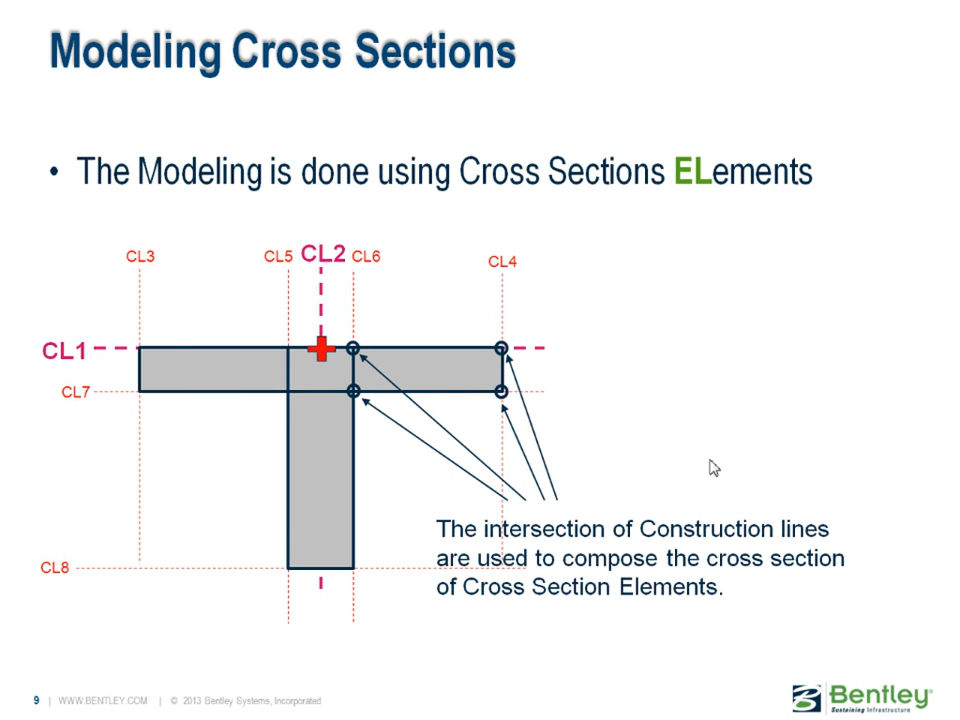 Modeling Cross Sections
• The Modeling is done using Cross Sections ELements
CL3
CL5
CL2
CL6
CL4
CL1
CL7
CL8
The intersection of Construction lines
are used to compose the cross section
of Cross Section Elements.
9 | WWW.BENTLEY.COM | © 2013 Bentley Systems, Incorporated
Bentley
Sustaining Infrastructure